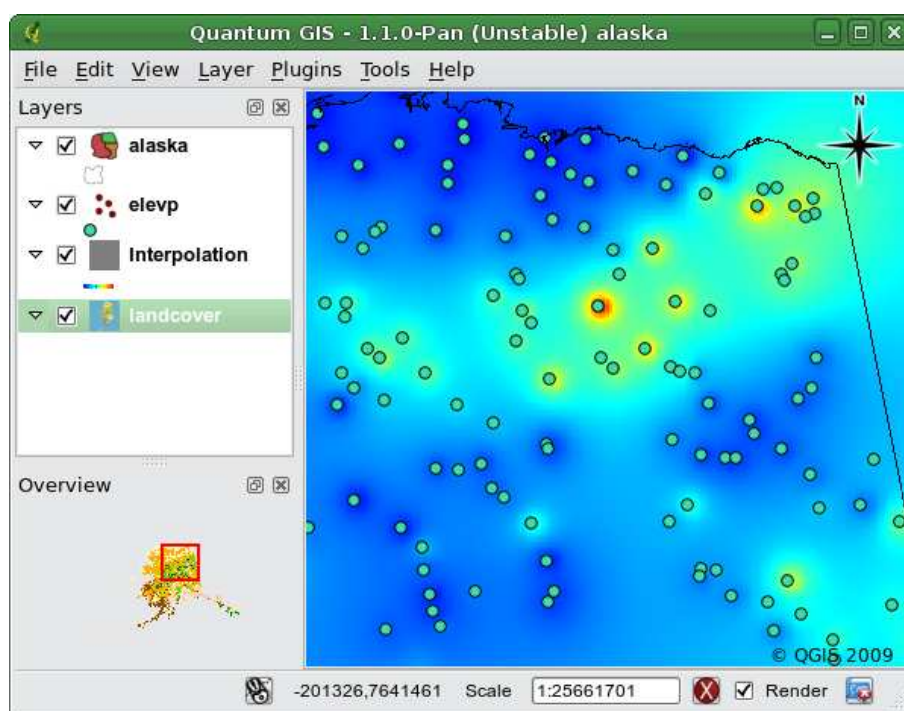 Quantum GIS - 1.1.0-Pan (Unstable) alaska
File Edit View Layer Plugins Tools Help
Layers
alaska
elevp
Interpolation
landcover
Overview
N
© QGIS 2009
-201326,7641461 Scale 1:25661701 Render